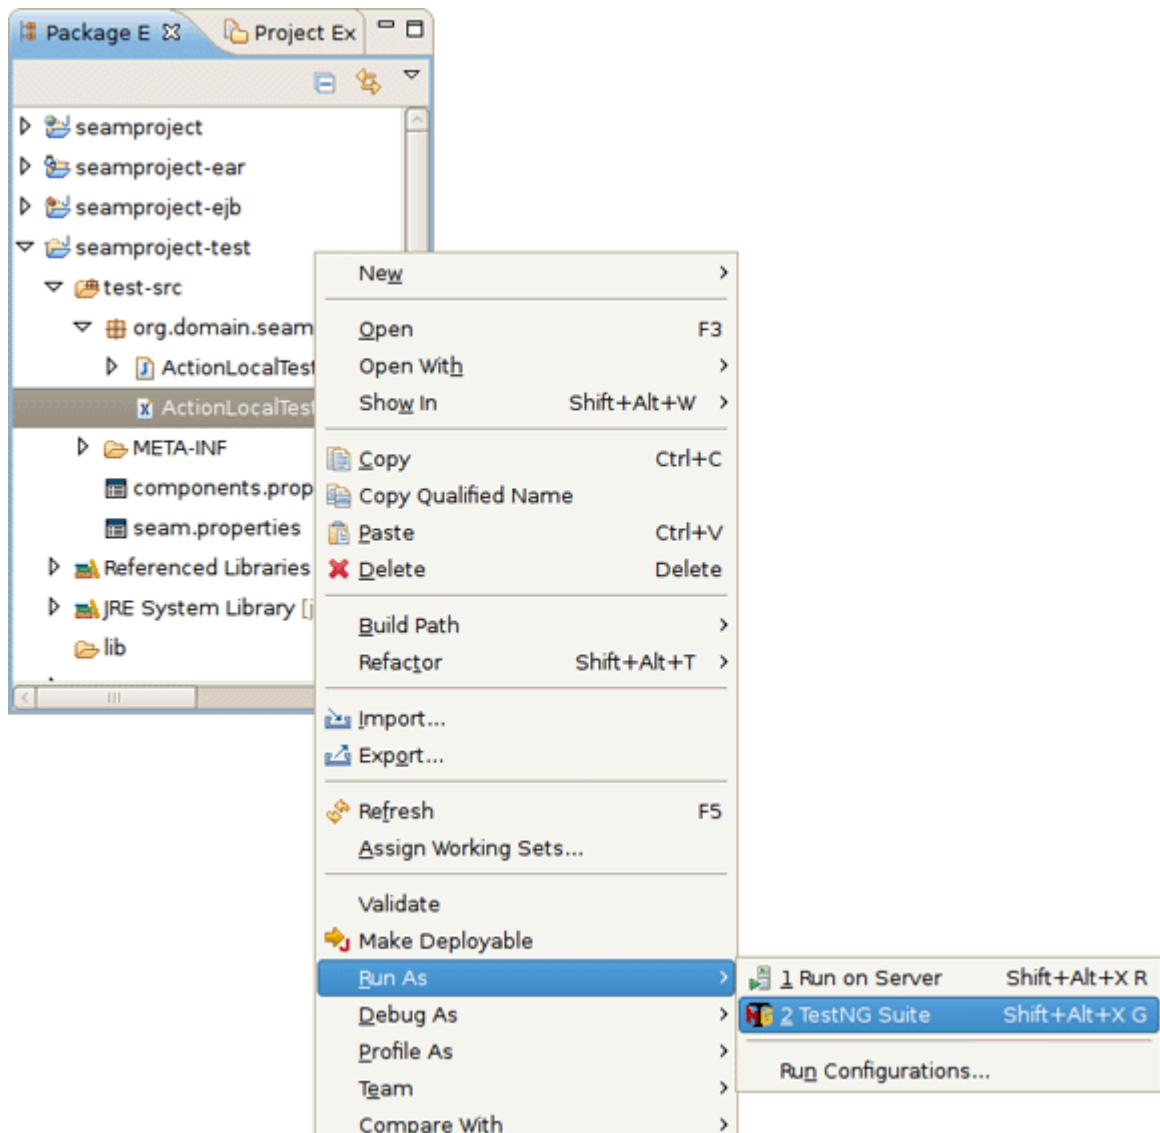 Package E
Project Ex
seamproject
seamproject-ear
seamproject-ejb
seamproject-test
test-src
org.domain.seam
ActionLocalTest
ActionLocalTest
META-INF
components.prop
seam.properties
Referenced Libraries
JRE System Library [j
lib
New
Open F3
Open With
Show In Shift+Alt+W
Copy Ctrl+C
Copy Qualified Name
Paste Ctrl+V
Delete Delete
Build Path
Refactor Shift+Alt+T
Import...
Export...
Refresh F5
Assign Working Sets...
Validate
Make Deployable
Run As
Debug As
Profile As
Team
Compare With
1 Run on Server Shift+Alt+X R
2 TestNG Suite Shift+Alt+X G
Run Configurations...